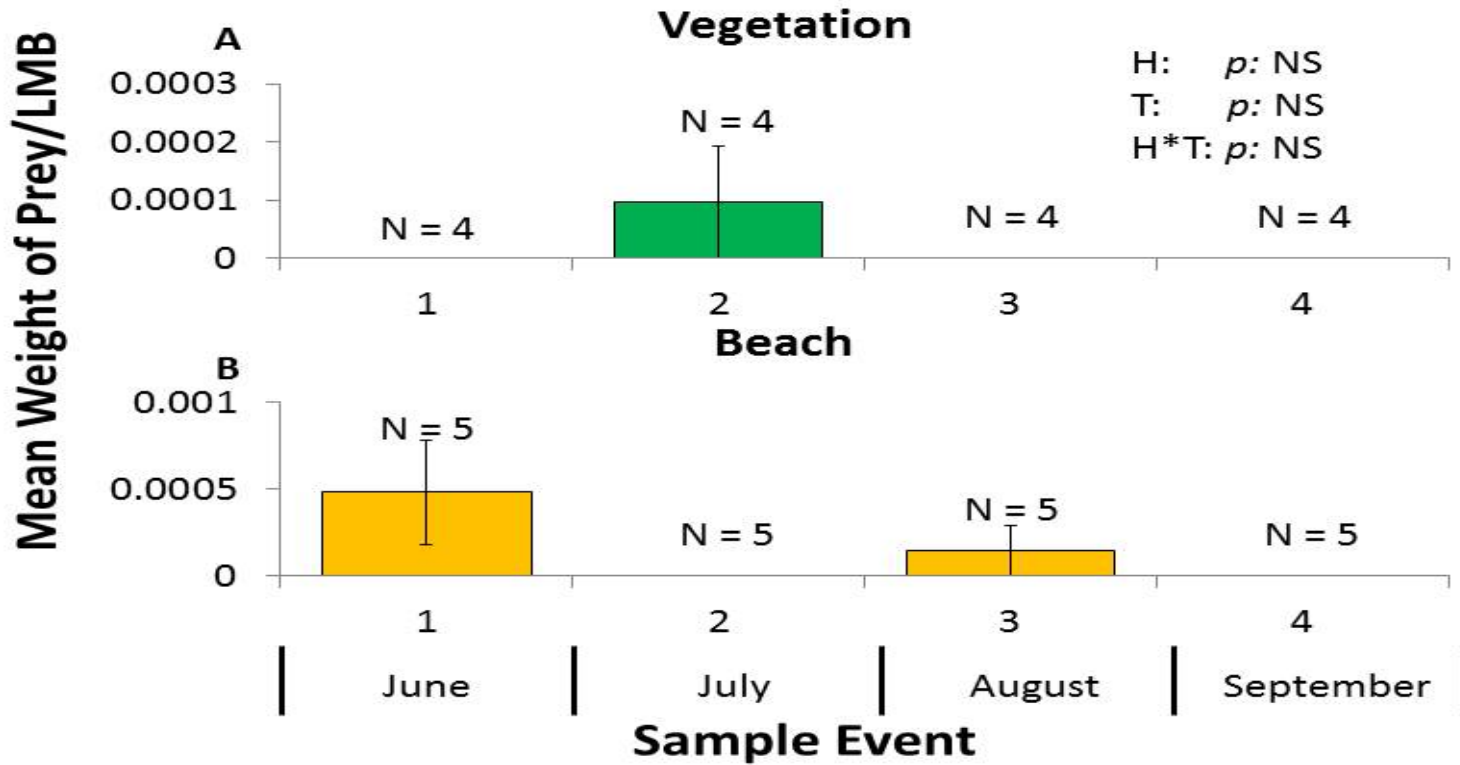 Mean Weight of Prey/LMB
Vegetation
A
H: p: NS
T: p: NS
H*T: p: NS
0.0003
0.0002
0.0001
0
N = 4
N = 4
N = 4
N = 4
1 2 3 4
Beach
B
0.001
0.0005
0
N = 5
N = 5
N = 5
N = 5
1 2 3 4
June July August September
Sample Event